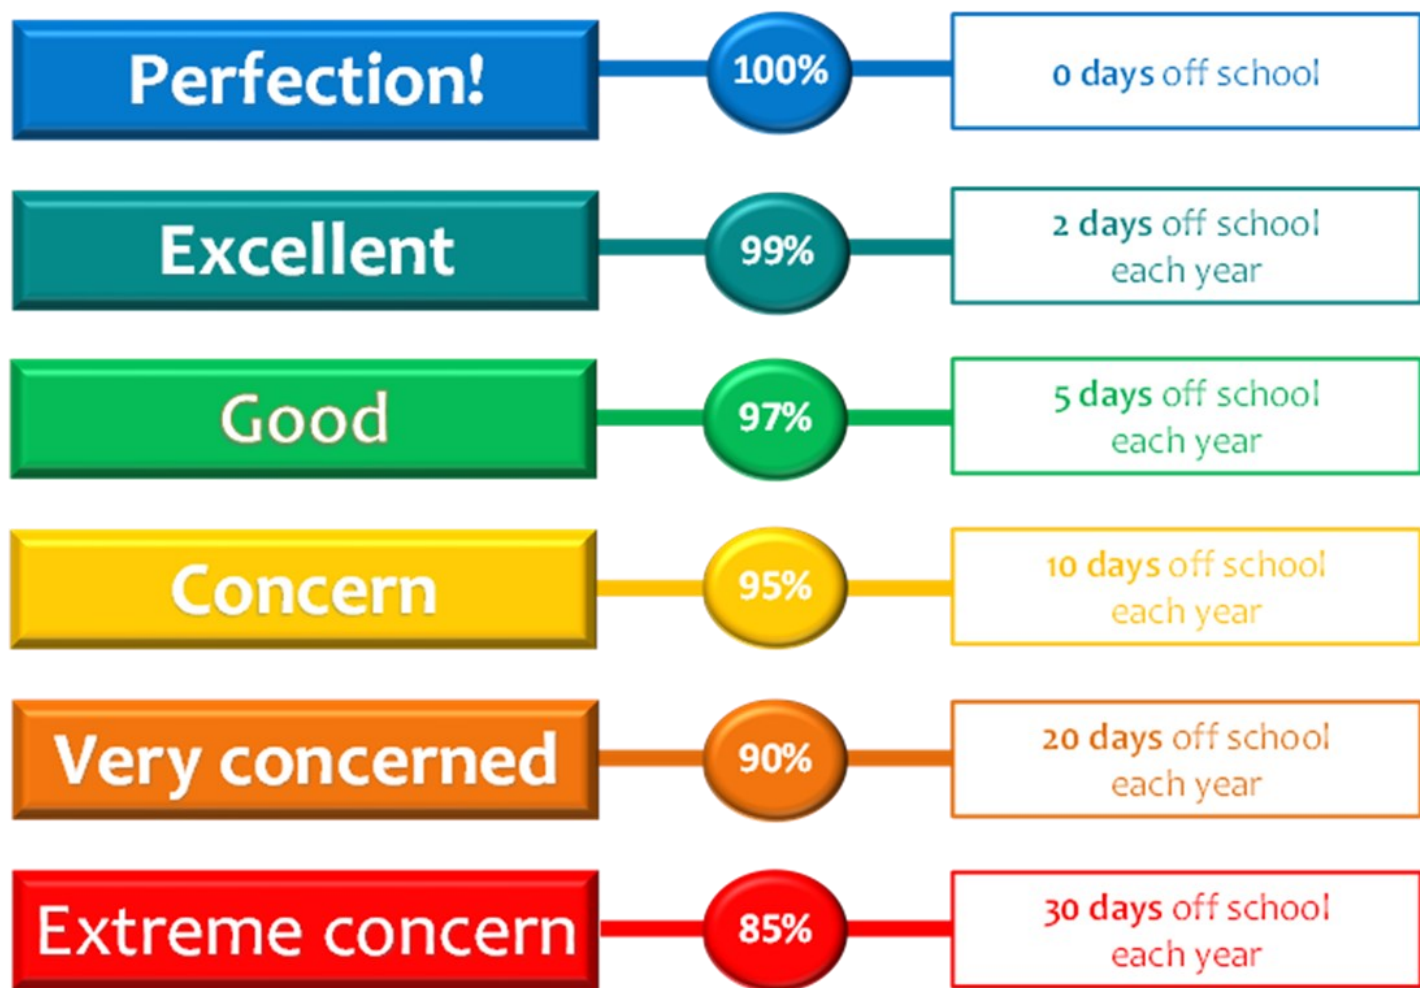 Perfection!
100%
0 days off school
Excellent
99%
2 days off school
each year
Good
97%
5 days off school
each year
Concern
95%
10 days off school
each year
Very concerned
90%
20 days off school
each year
Extreme concern
85%
30 days off school
each year